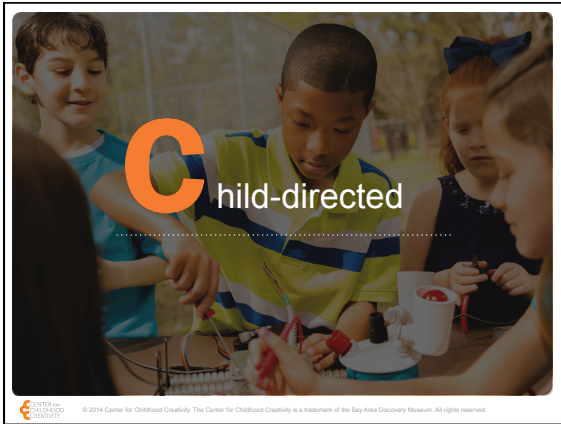 Child-directed
CENTER FOR
CHILDHOOD
CREATIVITY
© 2014 Center for Childhood Creativity. The Center for Childhood Creativity is a trademark of the Bay Area Discovery Museum. All rights reserved.